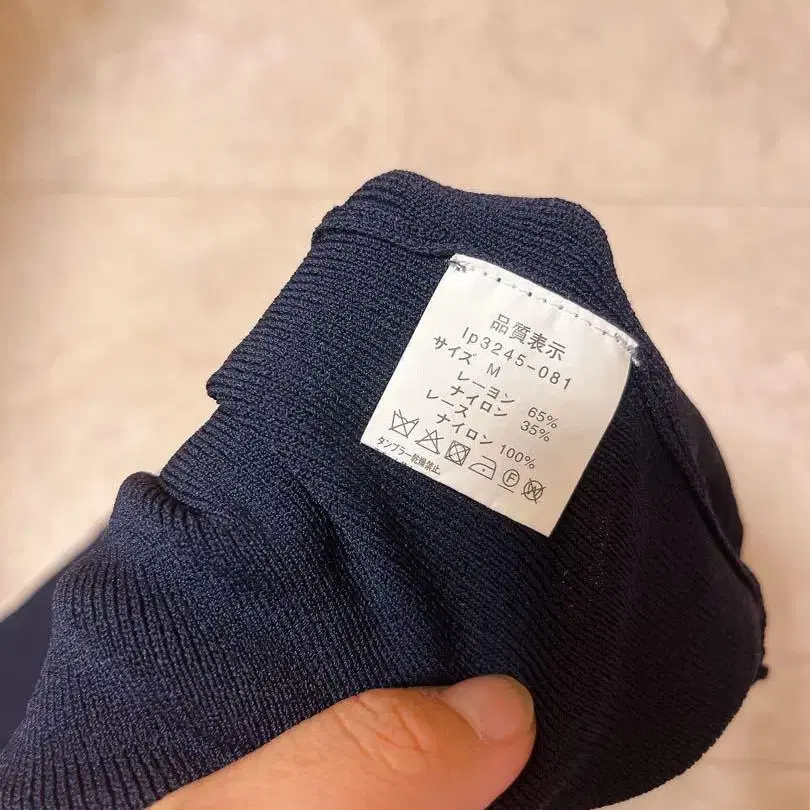 品質表示
lp3245-081
サイズ M
レーヨン 65%
ナイロン 35%
レース
ナイロン 100%
F
W
タンブラー乾燥禁止